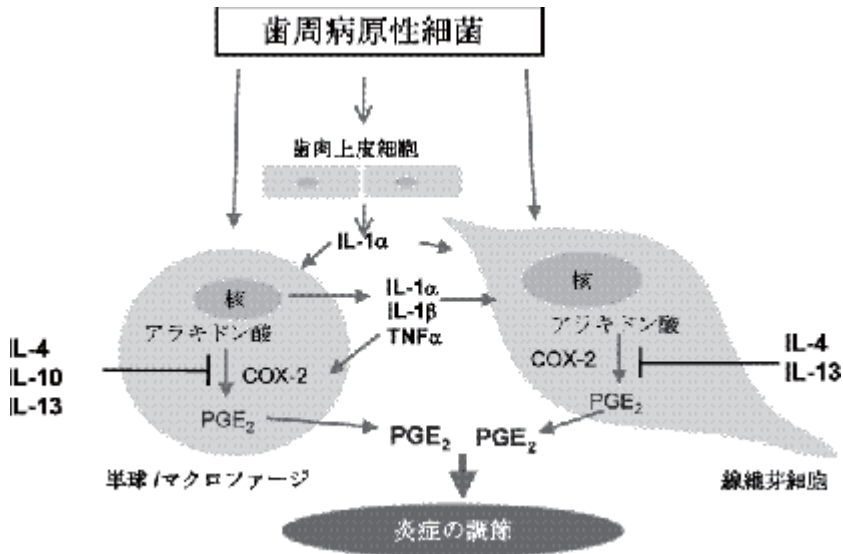 歯周病原性細菌
歯肉上皮細胞
IL-1α
核
IL-1α
IL-1β
TNFα
核
アラキドン酸
アラキドン酸
IL-4
IL-10
IL-13
COX-2
COX-2
IL-4
IL-13
PGE₂
PGE₂
PGE₂ PGE₂
単球/マクロファージ
線維芽細胞
炎症の調節